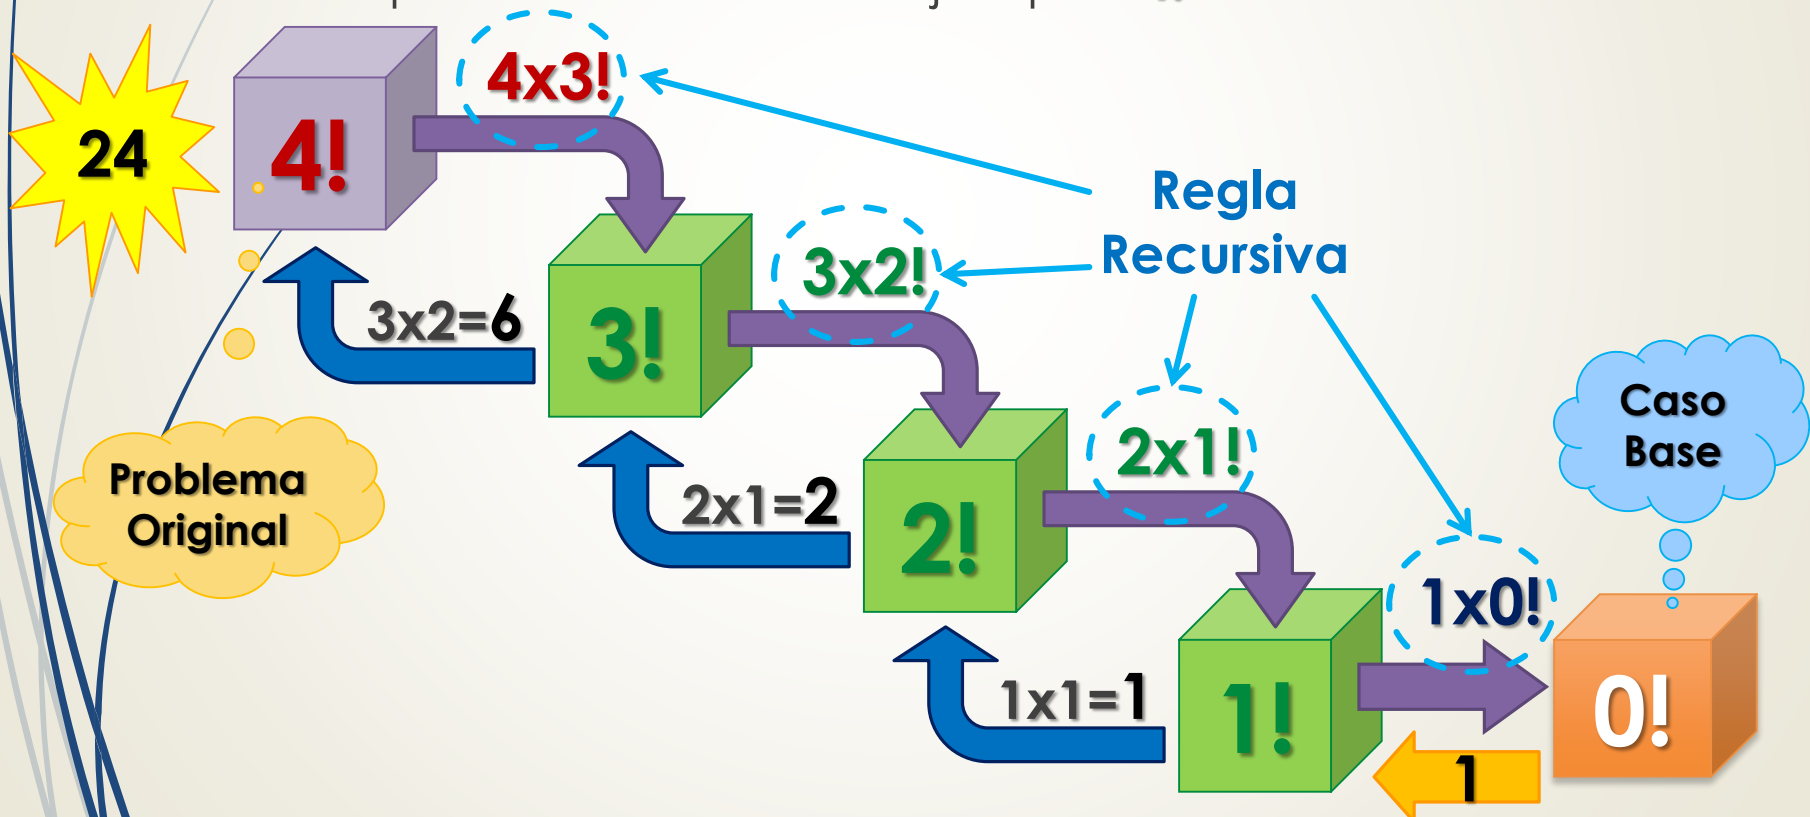 4x3!
24
4!
Regla
Recursiva
3x2!
3x2=6
3!
Caso
Base
2x1!
Problema
Original
2x1=2
2!
1x0!
1x1=1
1!
0!
1